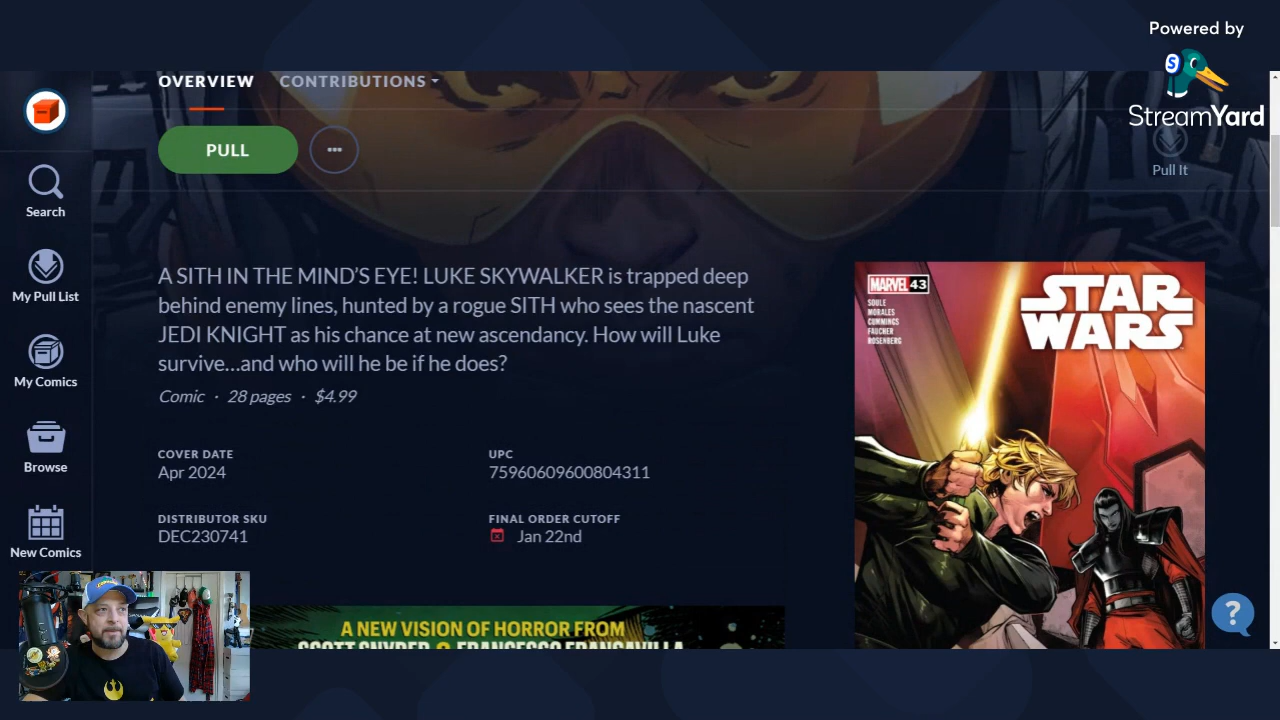 Powered by
S
StreamYard
OVERVIEW CONTRIBUTIONS
PULL
Pull It
Search
My Pull List
My Comics
Browse
New Comics
A SITH IN THE MIND’S EYE! LUKE SKYWALKER is trapped deep
behind enemy lines, hunted by a rogue SITH who sees the nascent
JEDI KNIGHT as his chance at new ascendancy. How will Luke
survive…and who will he be if he does?
Comic · 28 pages · $4.99
COVER DATE
Apr 2024
UPC
75960609600804311
DISTRIBUTOR SKU
DEC230741
FINAL ORDER CUTOFF
Jan 22nd
MARVEL 43
SOULE
MORALES
CUMMINGS
FAUCHER
ROSENBERG
STAR
WARS
A NEW VISION OF HORROR FROM
SCOTT SNYDER & FRANCESCO FRANCAVILLA
?